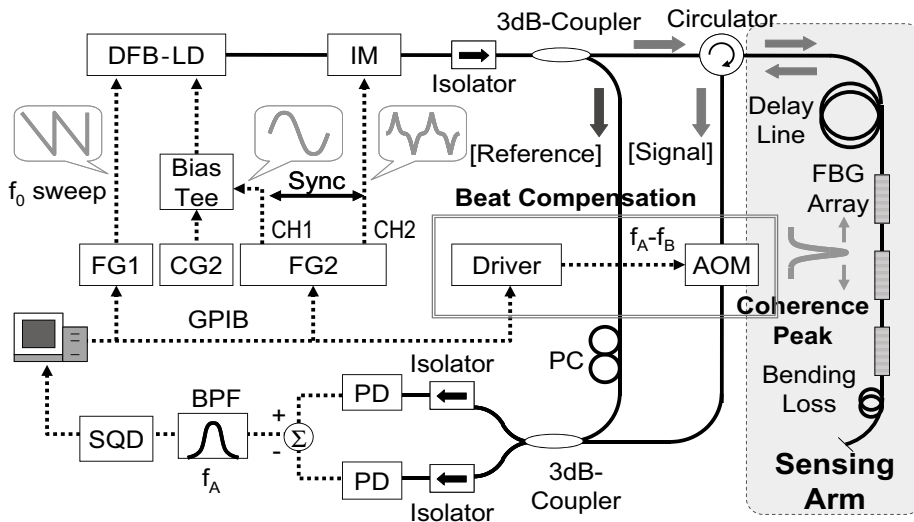 3dB-Coupler
Circulator
DFB-LD
IM
Isolator
Delay
Line
[Reference]
[Signal]
f0 sweep
Bias
Tee
Sync
FBG
Array
Beat Compensation
CH1
CH2
fA-fB
FG1
CG2
FG2
Driver
AOM
Coherence
Peak
GPIB
PC
Isolator
Bending
Loss
BPF
PD
+
SQD
Σ
-
fA
PD
Isolator
3dB-
Coupler
Sensing
Arm